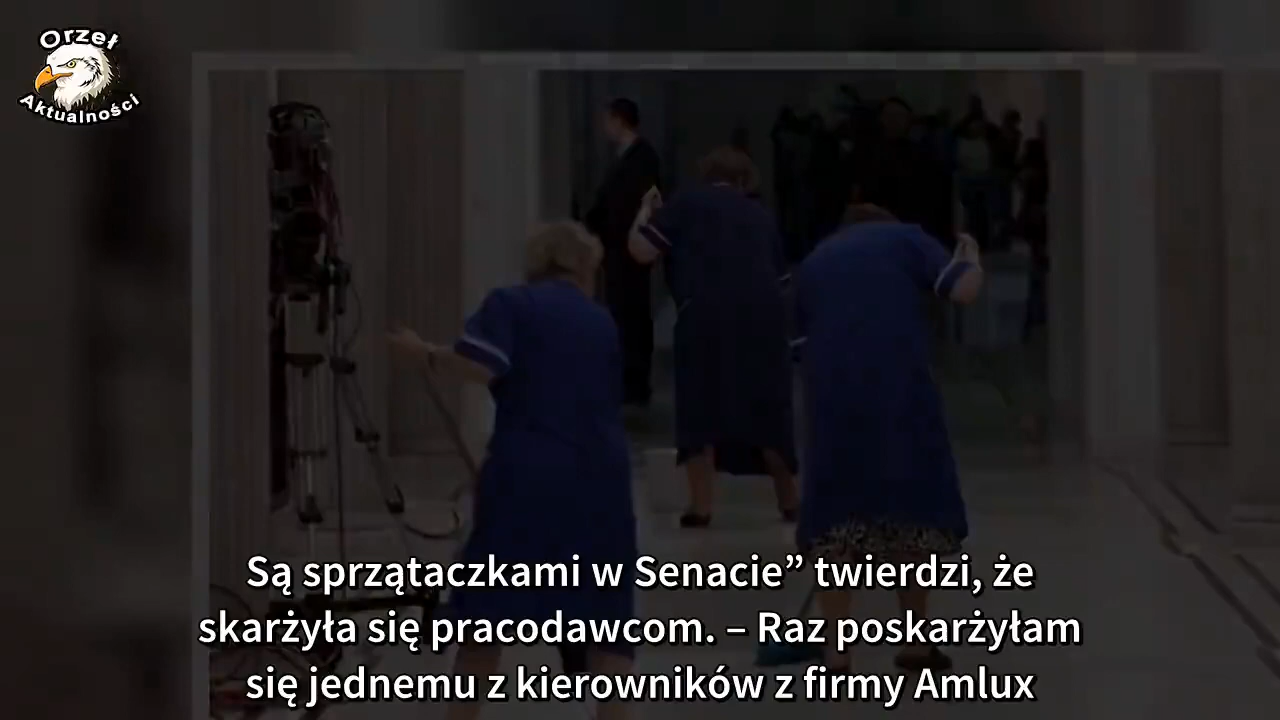 Orzeł
Aktualności
Są sprzątaczkami w Senacie” twierdzi, że
skarżyła się pracodawcom. – Raz poskarżyłam
się jednemu z kierowników z firmy Amlux